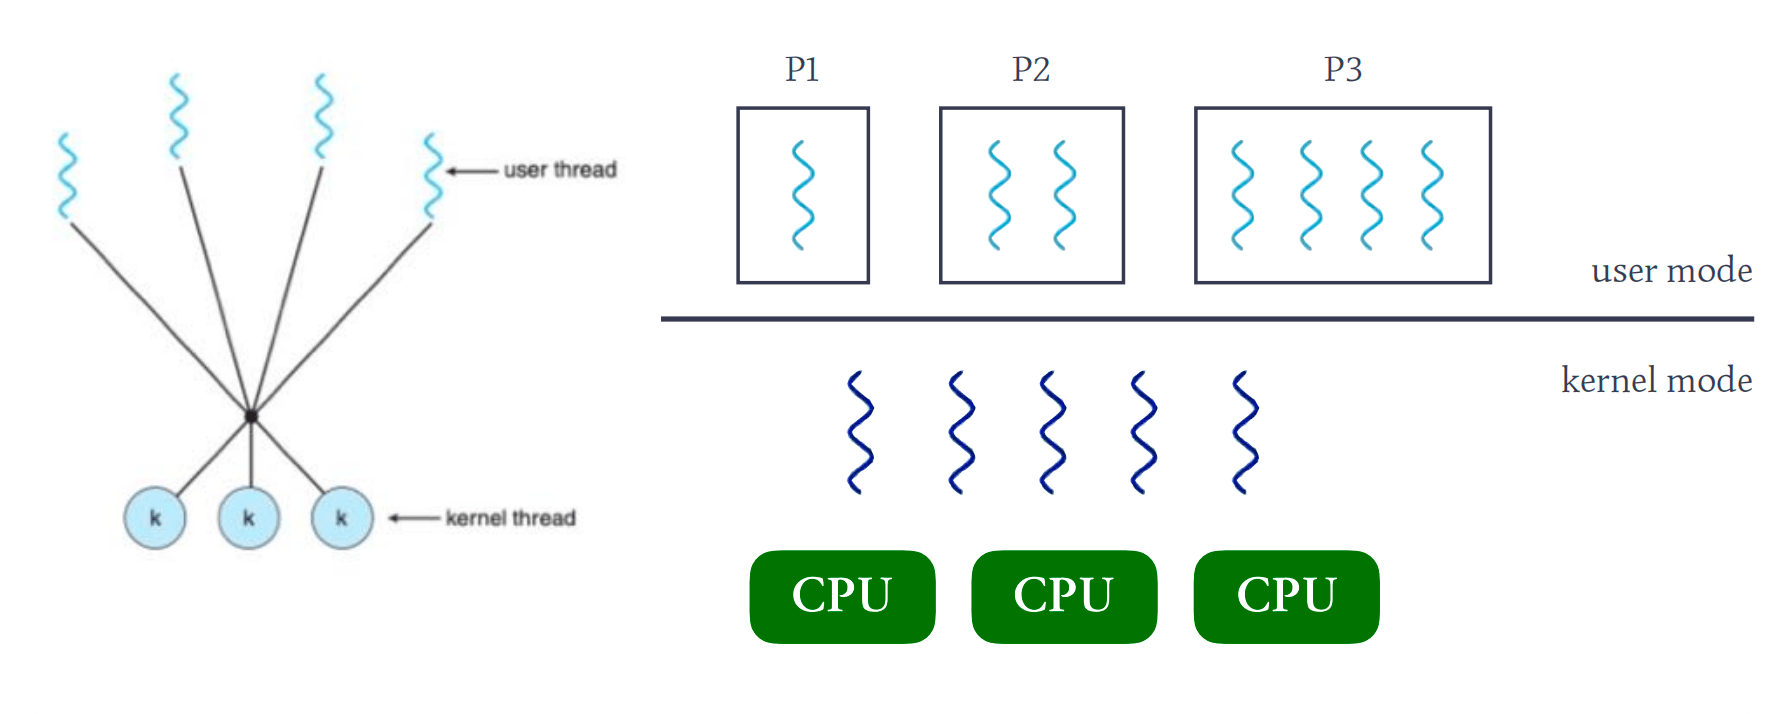 user thread
k k k
kernel thread
P1 P2 P3
user mode
kernel mode
CPU CPU CPU